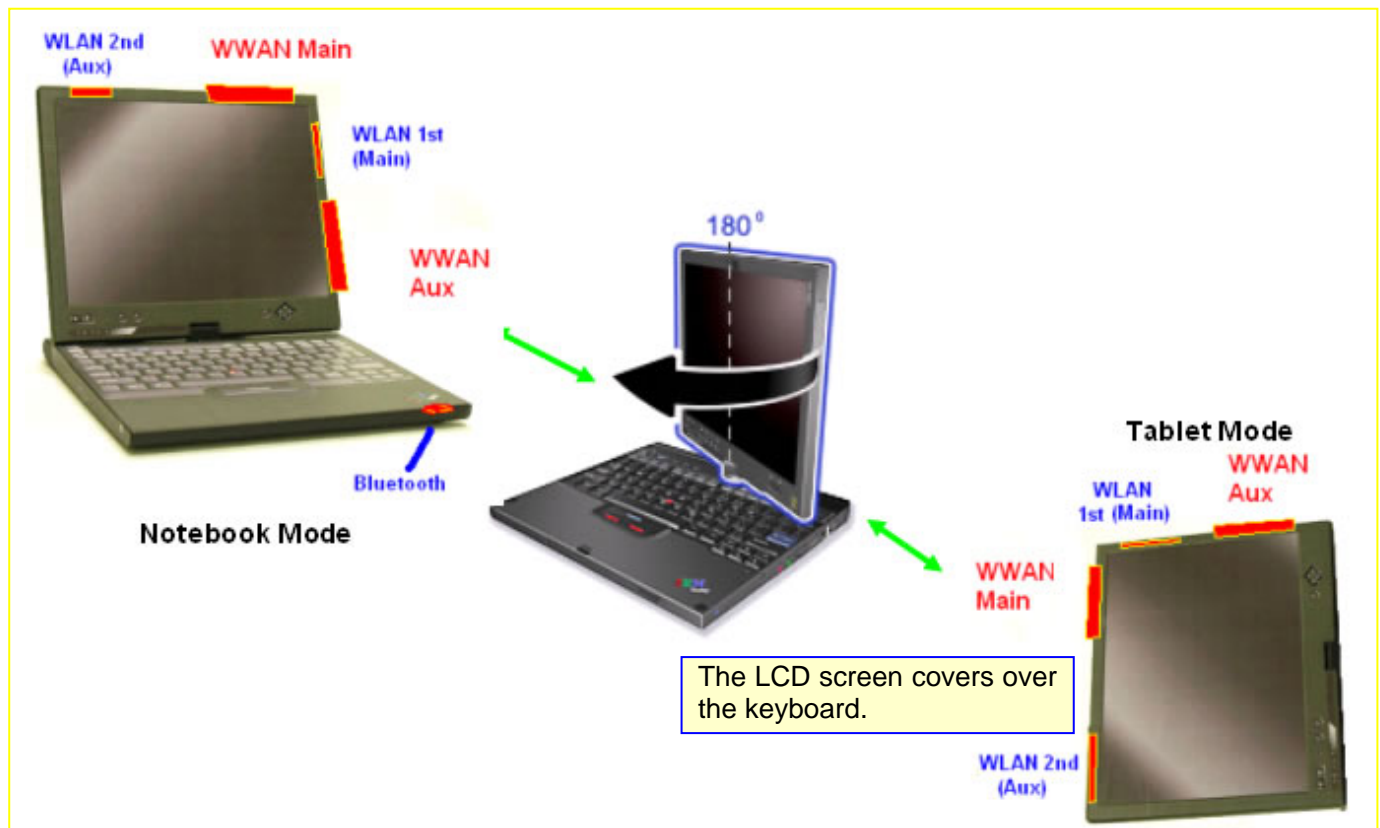 WLAN 2nd
(Aux)
WWAN Main
WLAN 1st
(Main)
WWAN
Aux
Bluetooth
Notebook Mode
180°
Tablet Mode
WWAN
Aux
WLAN
1st (Main)
WWAN
Main
The LCD screen covers over
the keyboard.
WLAN 2nd
(Aux)